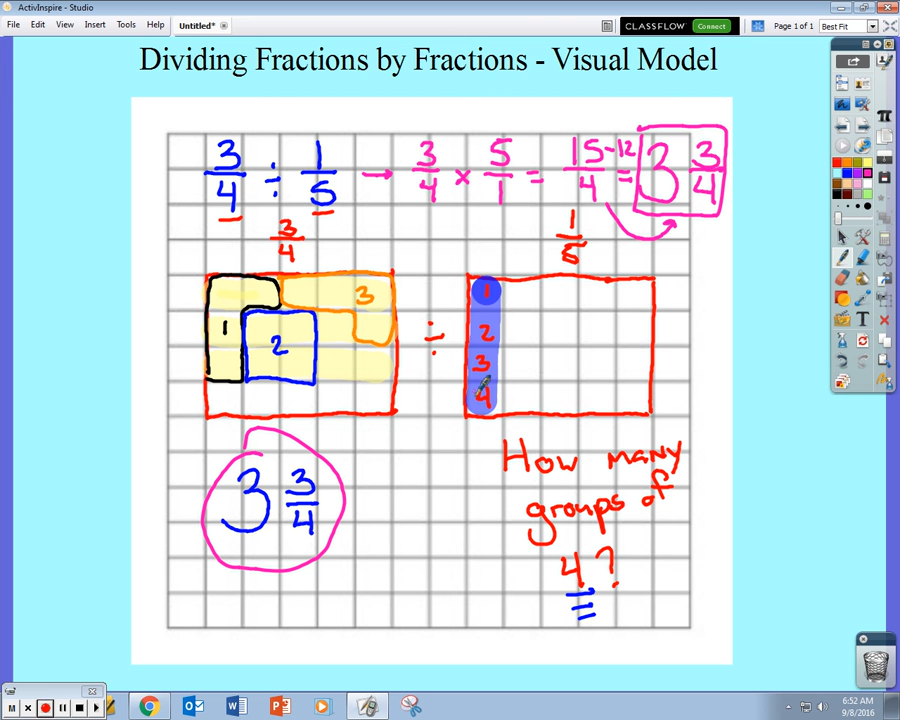 ActivInspire - Studio
File Edit View Insert Tools Help Untitled* CLASSFLOW Connect Page 1 of 1 Best Fit
Dividing Fractions by Fractions - Visual Model
3/4 ÷ 1/5 → 3/4 × 5/1 = 15-12/4 = 3 3/4
3/4 1/5
1 2 3 ÷ 1
2
3
4
3 3/4
How many
groups of
4?
M
6:52 AM
9/8/2016